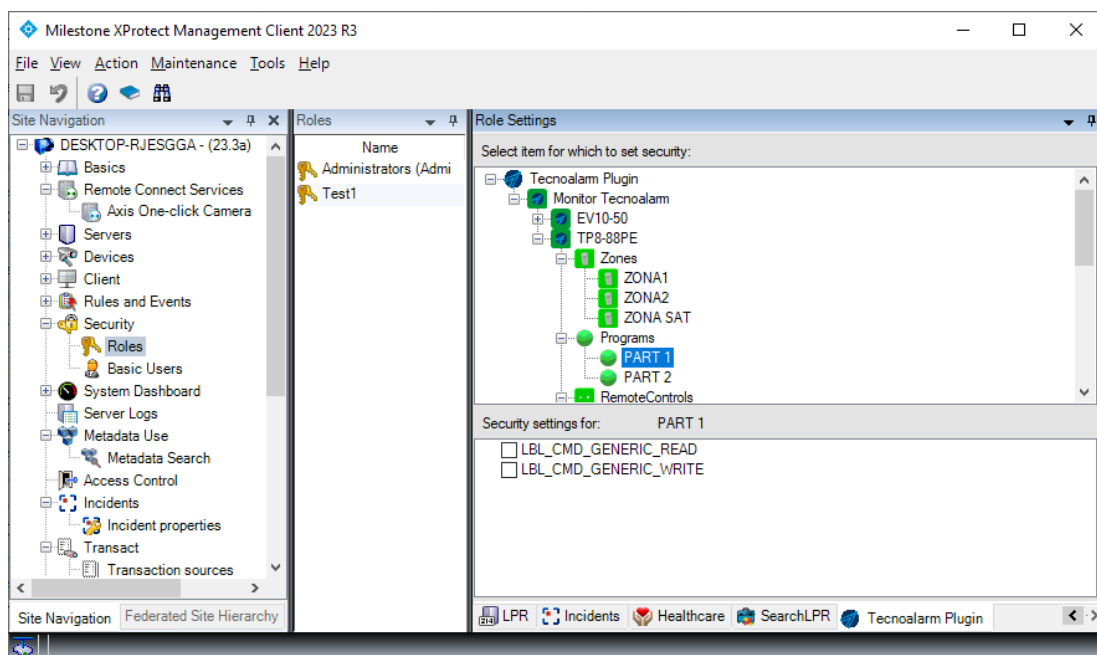 Milestone XProtect Management Client 2023 R3
File View Action Maintenance Tools Help
Site Navigation
DESKTOP-RJESGGA - (23.3a)
Basics
Remote Connect Services
Axis One-click Camera
Servers
Devices
Client
Rules and Events
Security
Roles
Basic Users
System Dashboard
Server Logs
Metadata Use
Metadata Search
Access Control
Incidents
Incident properties
Transact
Transaction sources
Site Navigation
Federated Site Hierarchy
Roles
Name
Administrators (Admi
Test1
Role Settings
Select item for which to set security:
Tecnoalarm Plugin
Monitor Tecnoalarm
EV10-50
TP8-88PE
Zones
ZONA1
ZONA2
ZONA SAT
Programs
PART 1
PART 2
RemoteControls
Security settings for: PART 1
LBL_CMD_GENERIC_READ
LBL_CMD_GENERIC_WRITE
LPR Incidents Healthcare SearchLPR Tecnoalarm Plugin